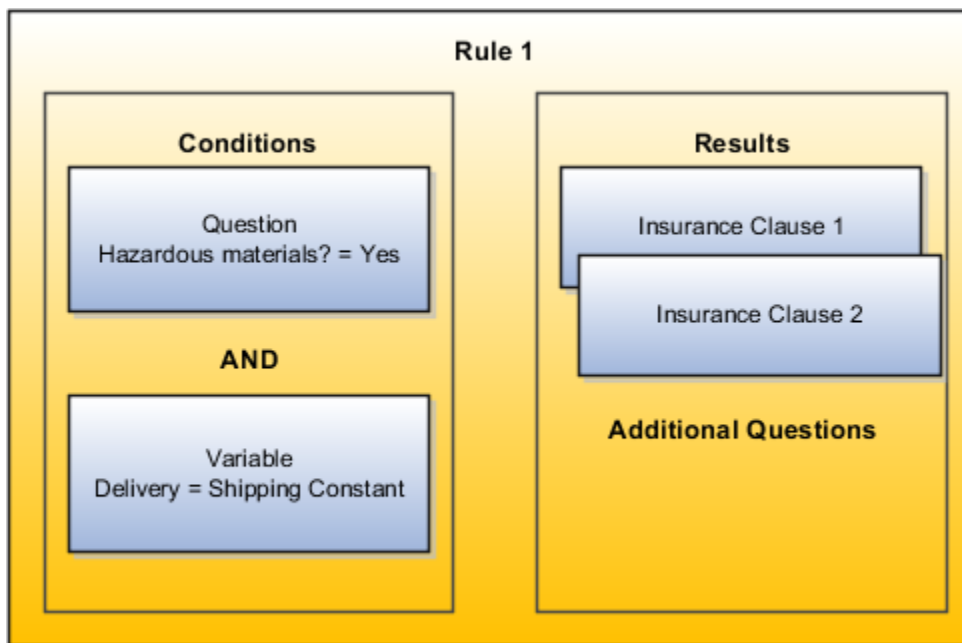 Rule 1
Conditions
Question
Hazardous materials? = Yes
AND
Variable
Delivery = Shipping Constant
Results
Insurance Clause 1
Insurance Clause 2
Additional Questions